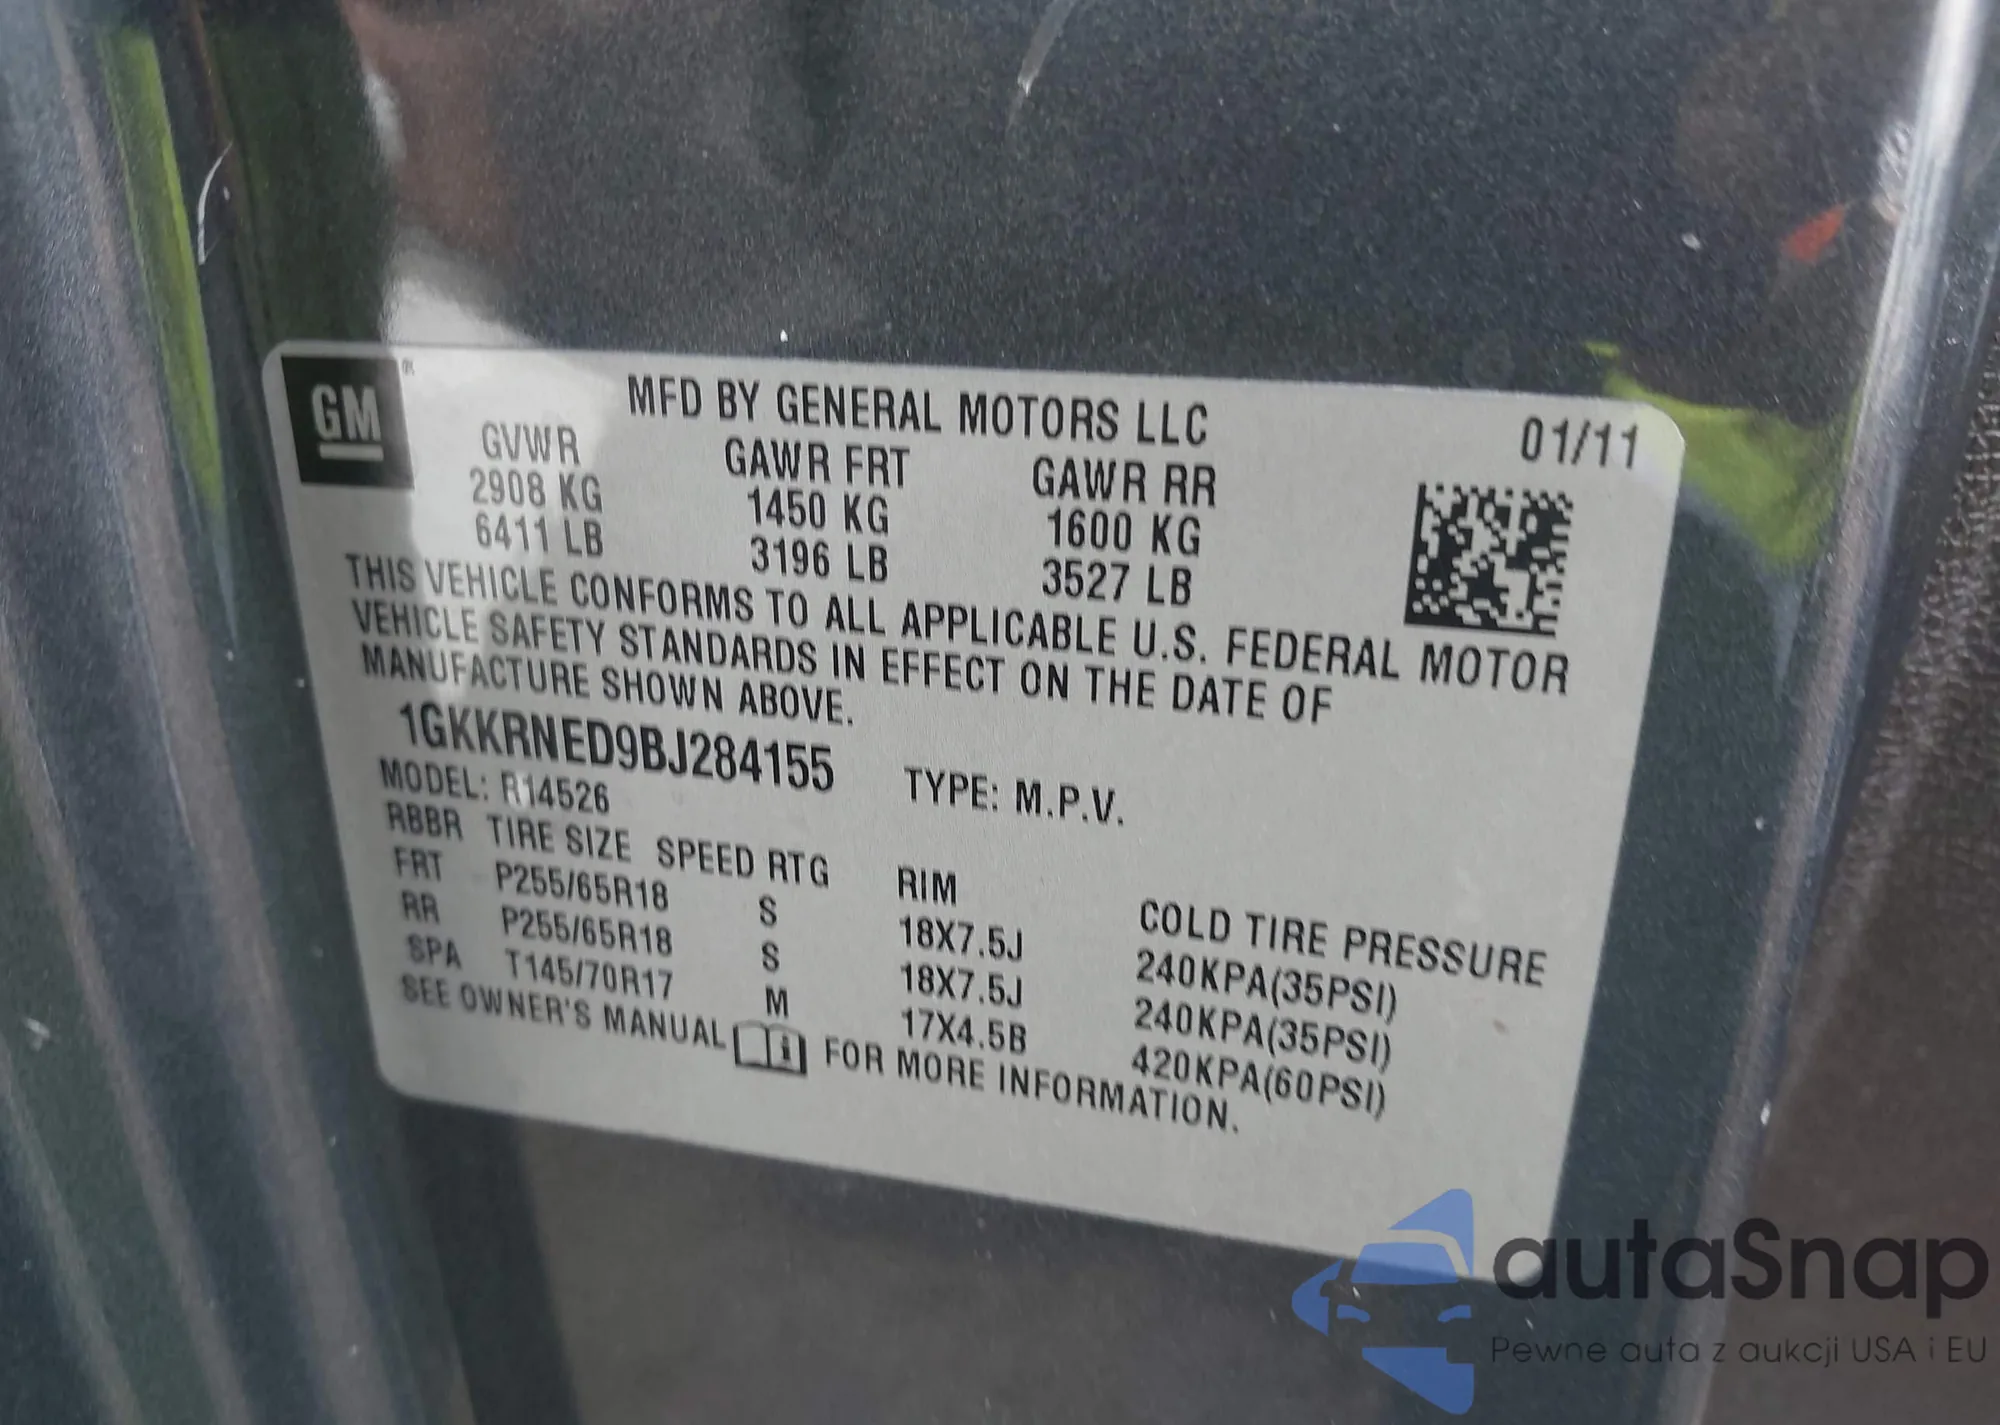 GM
MFD BY GENERAL MOTORS LLC 01/11
GVWR GAWR FRT GAWR RR
2908 KG 1450 KG 1600 KG
6411 LB 3196 LB 3527 LB
THIS VEHICLE CONFORMS TO ALL APPLICABLE U.S. FEDERAL MOTOR
VEHICLE SAFETY STANDARDS IN EFFECT ON THE DATE OF
MANUFACTURE SHOWN ABOVE.
1GKKRNED9BJ284155 TYPE: M.P.V.
MODEL: R14526
RBBR TIRE SIZE SPEED RTG RIM COLD TIRE PRESSURE
FRT P255/65R18 S 18X7.5J 240KPA(35PSI)
RR P255/65R18 S 18X7.5J 240KPA(35PSI)
SPA T145/70R17 M 17X4.5B 420KPA(60PSI)
SEE OWNER'S MANUAL i FOR MORE INFORMATION.
autaSnap
Pewne auta z aukcji USA i EU